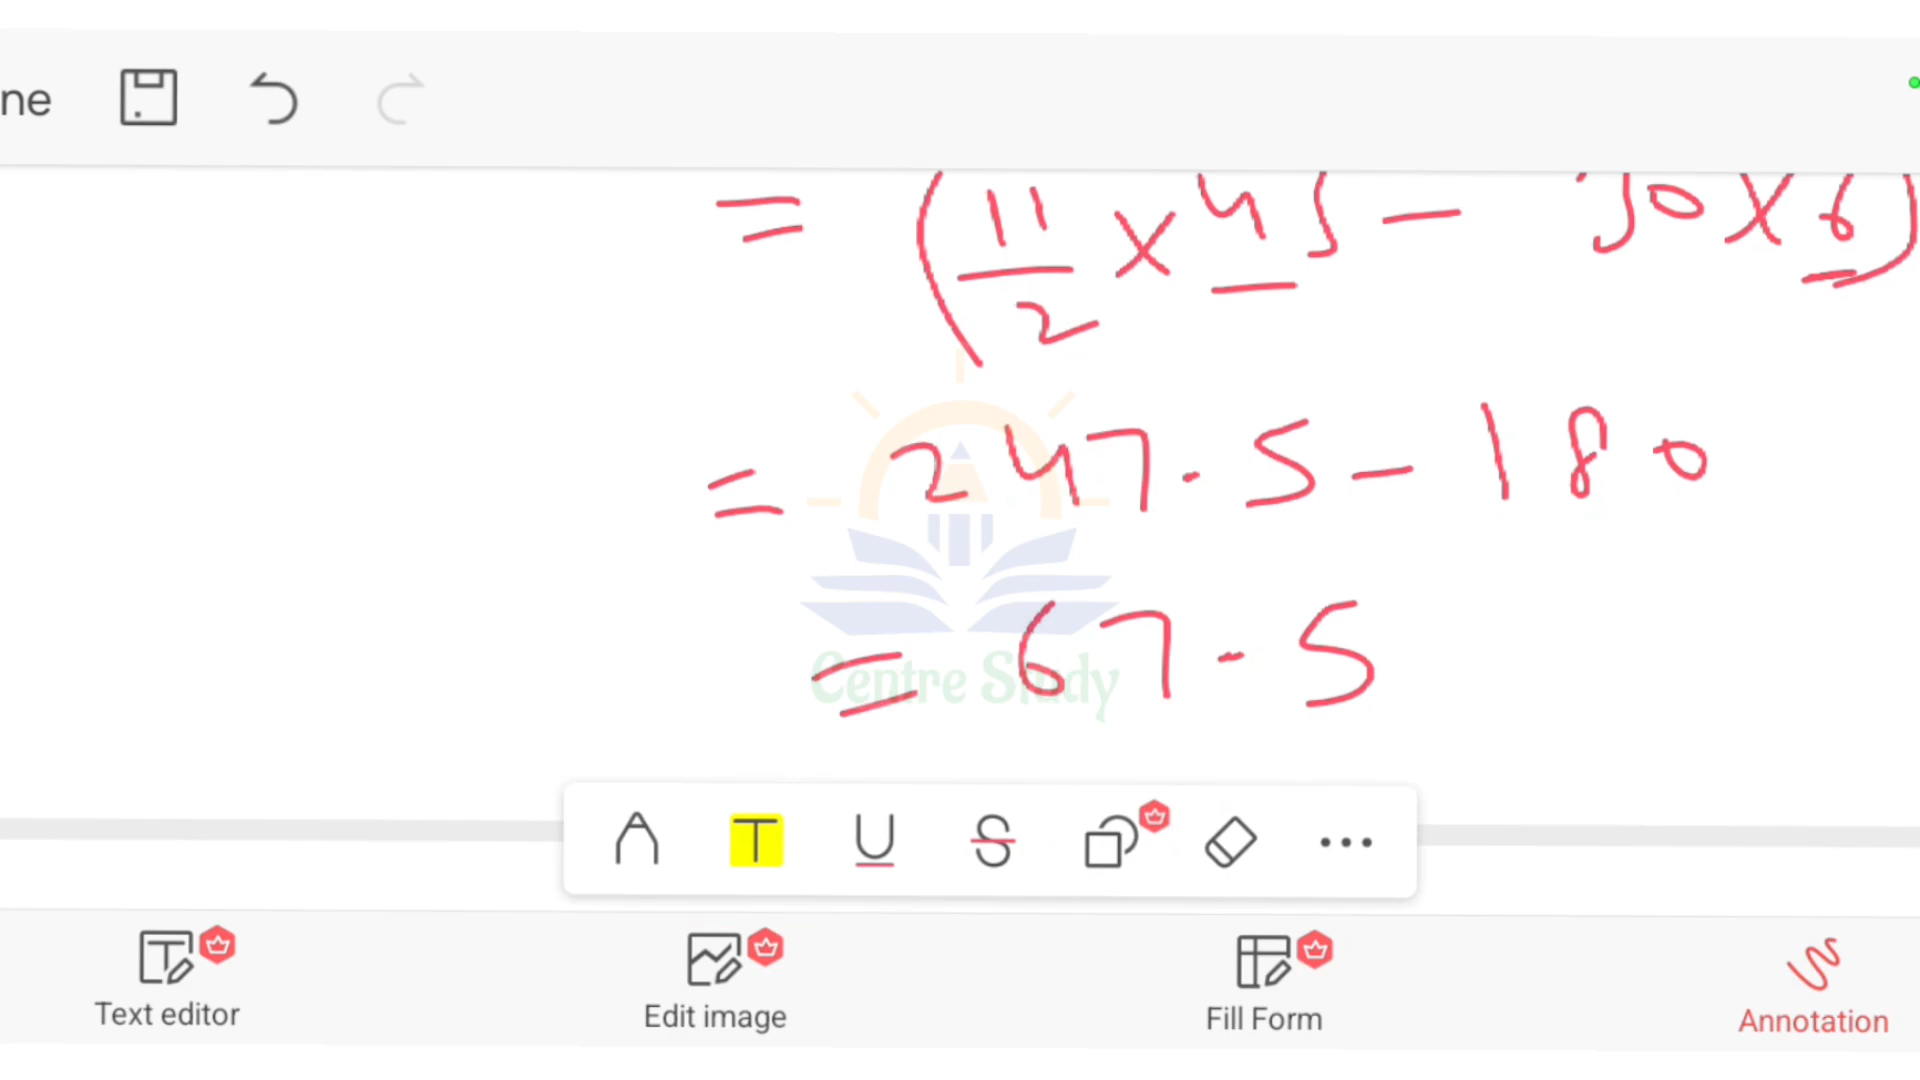 ne
= (11/2 × 45 - 30×6)
= 247.5-180
= 67.5
Centre Study
Text editor
Edit image
Fill Form
Annotation